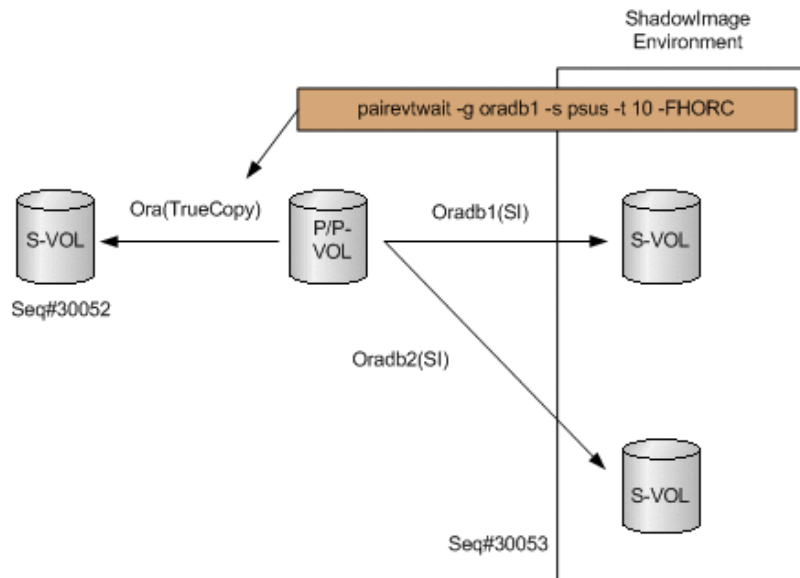 ShadowImage
Environment
pairevtwait -g oradb1 -s psus -t 10 -FHORC
Ora(TrueCopy)
Oradb1(SI)
S-VOL
P/P-
VOL
S-VOL
Seq#30052
Oradb2(SI)
S-VOL
Seq#30053